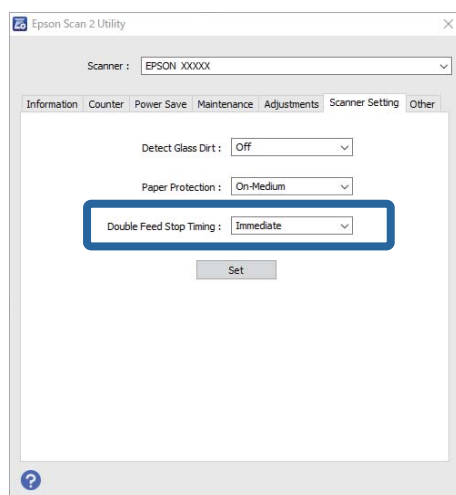 Epson Scan 2 Utility
Scanner : EPSON XXXXX
Information Counter Power Save Maintenance Adjustments Scanner Setting Other
Detect Glass Dirt : Off
Paper Protection : On-Medium
Double Feed Stop Timing : Immediate
Set
?